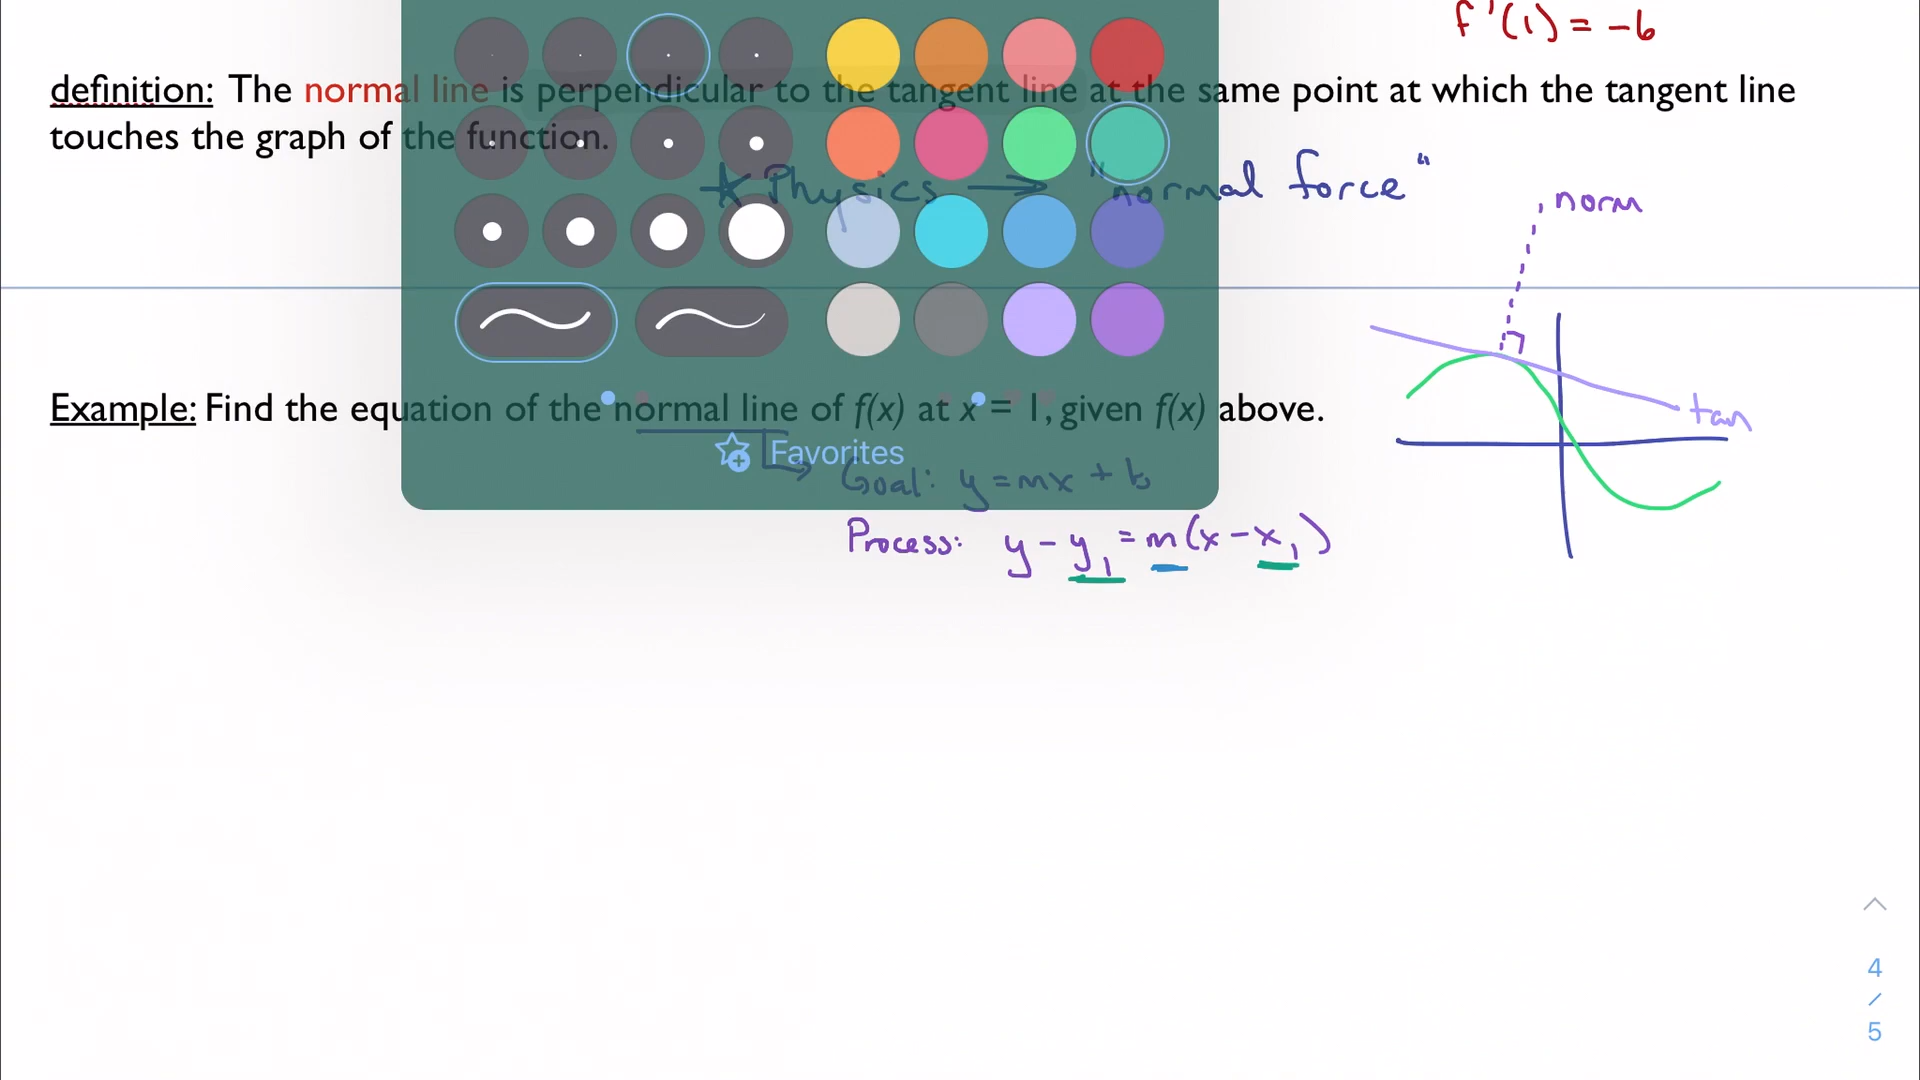 f'(1) = -6
definition: The normal line is perpendicular to the tangent line at the same point at which the tangent line
touches the graph of the function.
★ Physics → "normal force"
norm
Example: Find the equation of the normal line of f(x) at x = 1, given f(x) above.
tan
Favorites
Goal: y = mx + b
Process: y - y₁ = m(x - x₁)
4
/
5